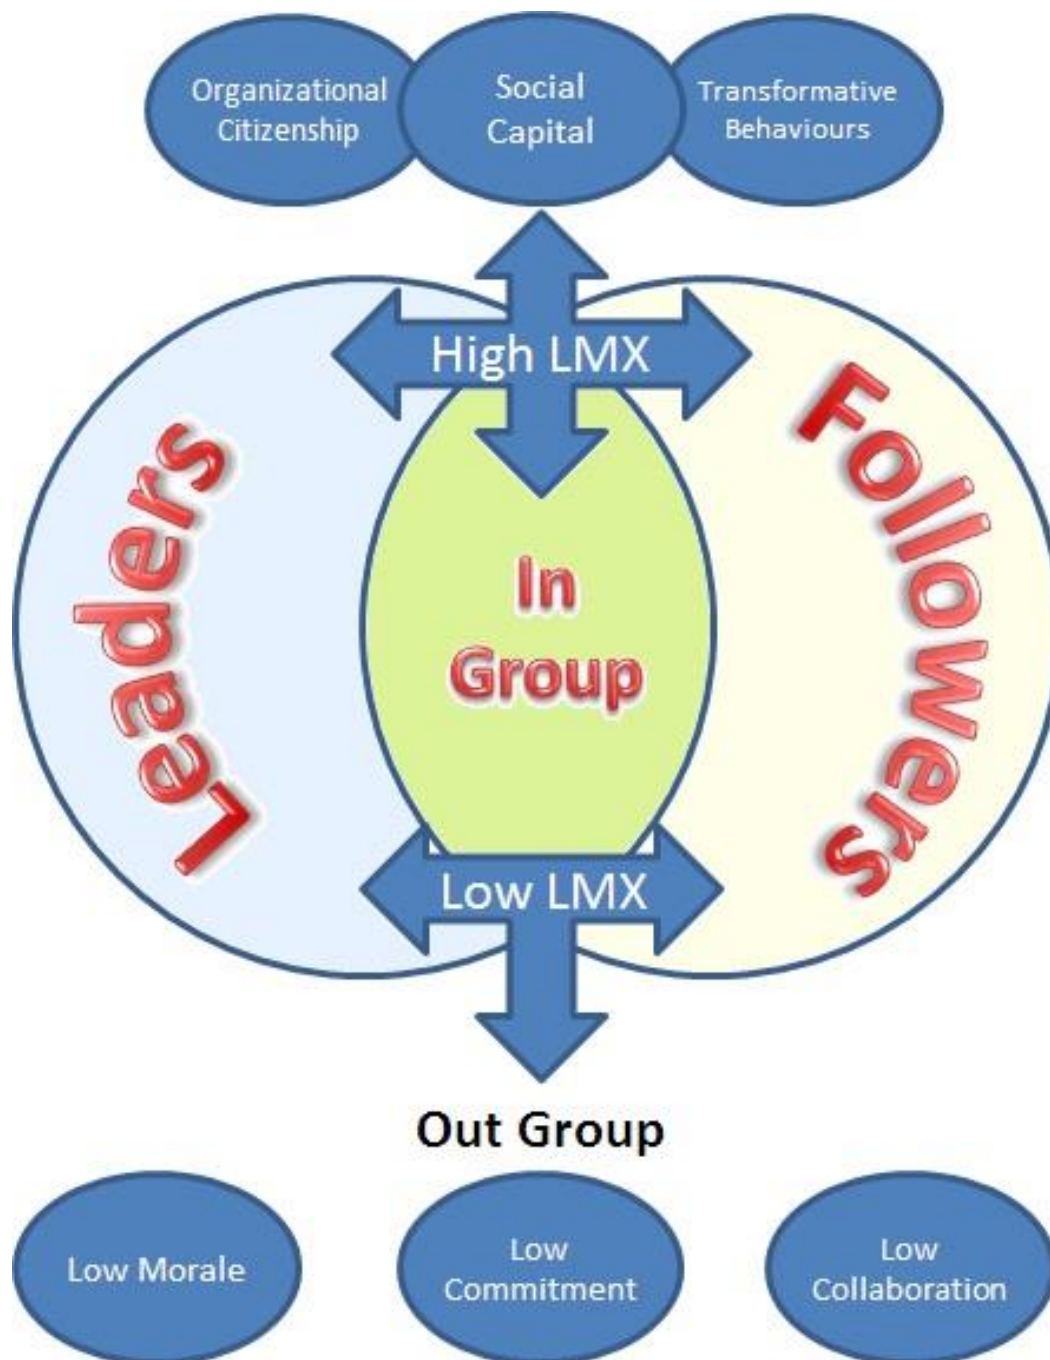 Organizational
Citizenship
Social
Capital
Transformative
Behaviours
High LMX
Leaders
Followers
In
Group
Low LMX
Out Group
Low Morale
Low
Commitment
Low
Collaboration